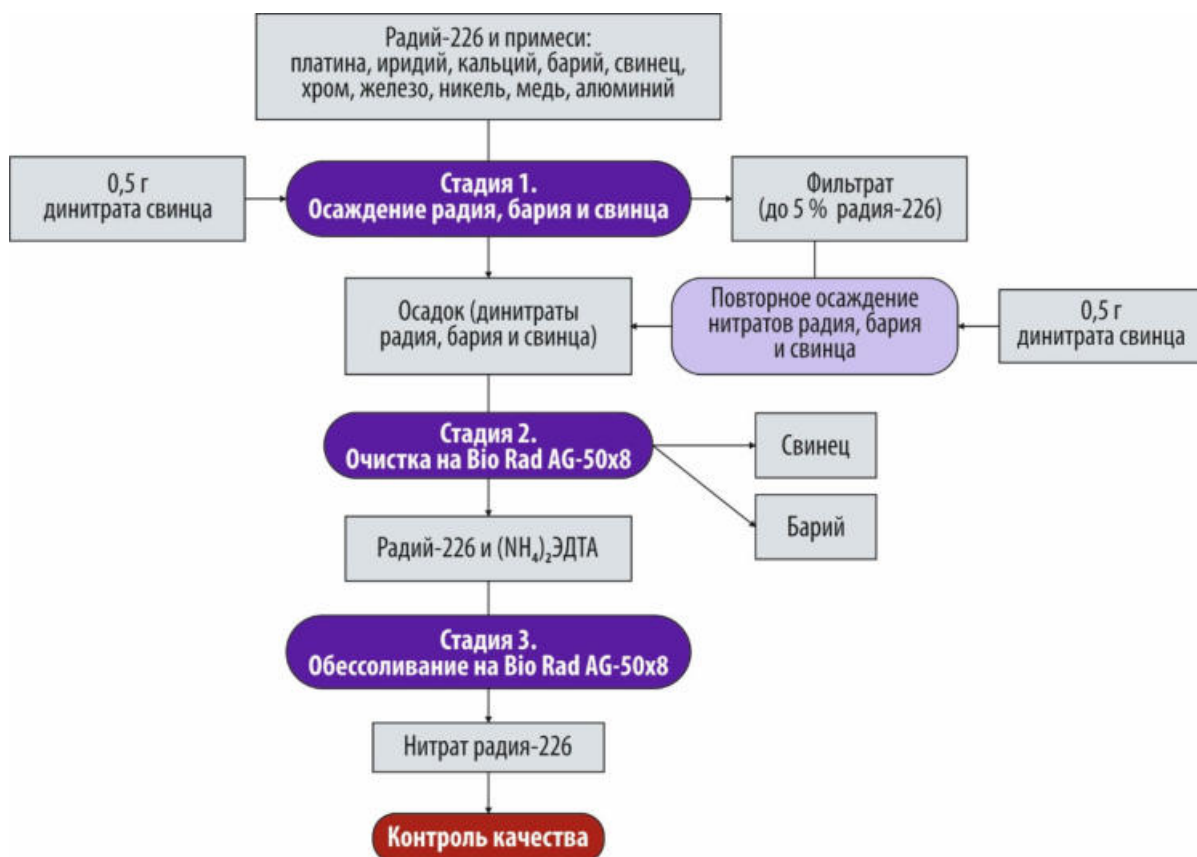 Радий-226 и примеси:
платина, иридий, кальций, барий, свинец,
хром, железо, никель, медь, алюминий
0,5 г
динитрата свинца
Стадия 1.
Осаждение радия, бария и свинца
Фильтрат
(до 5 % радия-226)
Осадок (динитраты
радия, бария и свинца)
Повторное осаждение
нитратов радия, бария
и свинца
0,5 г
динитрата свинца
Стадия 2.
Очистка на Bio Rad AG-50x8
Свинец
Барий
Радий-226 и (NH₄)₂ЭДТА
Стадия 3.
Обессоливание на Bio Rad AG-50x8
Нитрат радия-226
Контроль качества